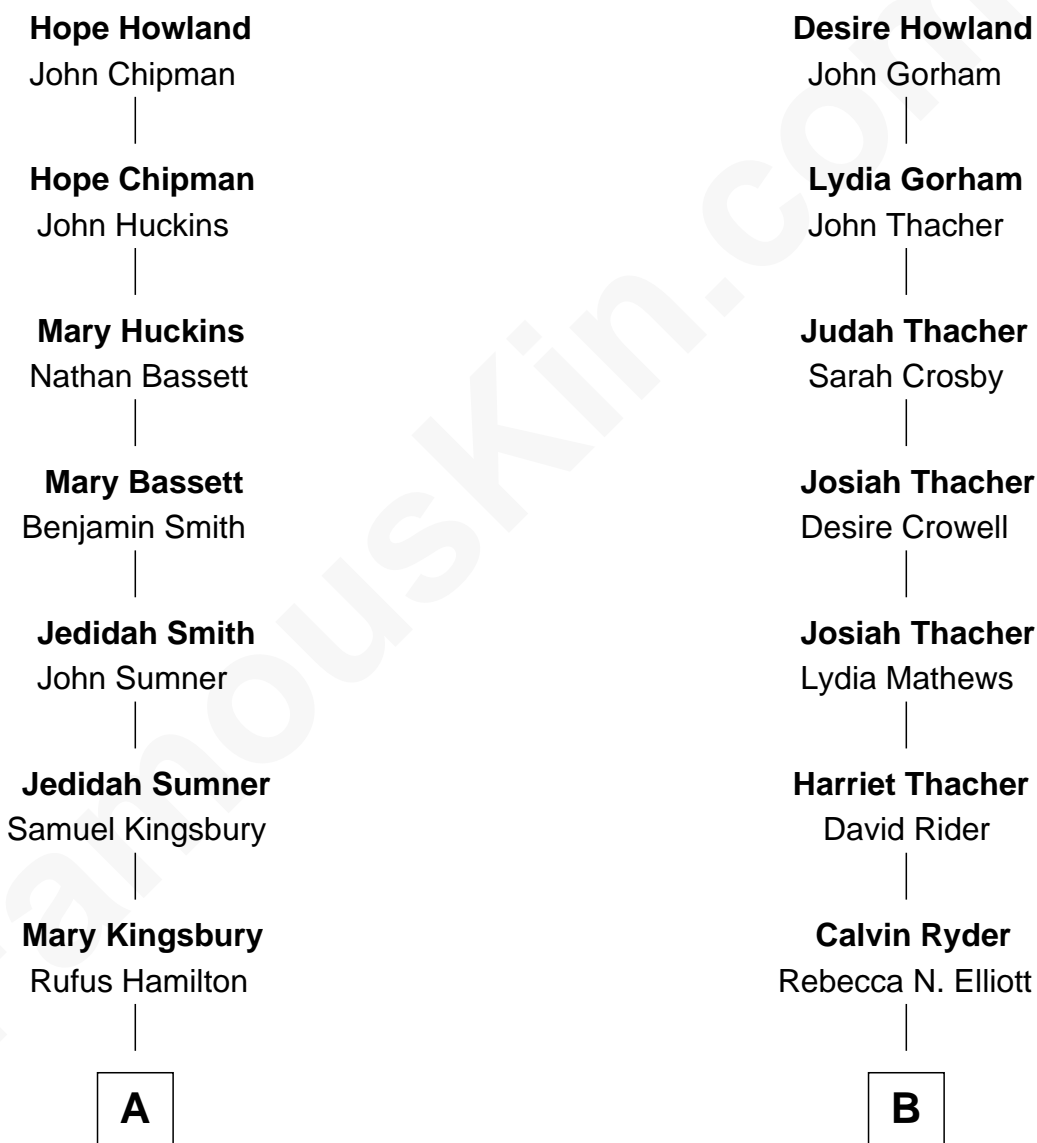 Hope Howland
John Chipman
Hope Chipman
John Huckins
Mary Huckins
Nathan Bassett
Mary Bassett
Benjamin Smith
Jedidah Smith
John Sumner
Jedidah Sumner
Samuel Kingsbury
Mary Kingsbury
Rufus Hamilton
A
Desire Howland
John Gorham
Lydia Gorham
John Thacher
Judah Thacher
Sarah Crosby
Josiah Thacher
Desire Crowell
Josiah Thacher
Lydia Mathews
Harriet Thacher
David Rider
Calvin Ryder
Rebecca N. Elliott
B
FamousKin.com